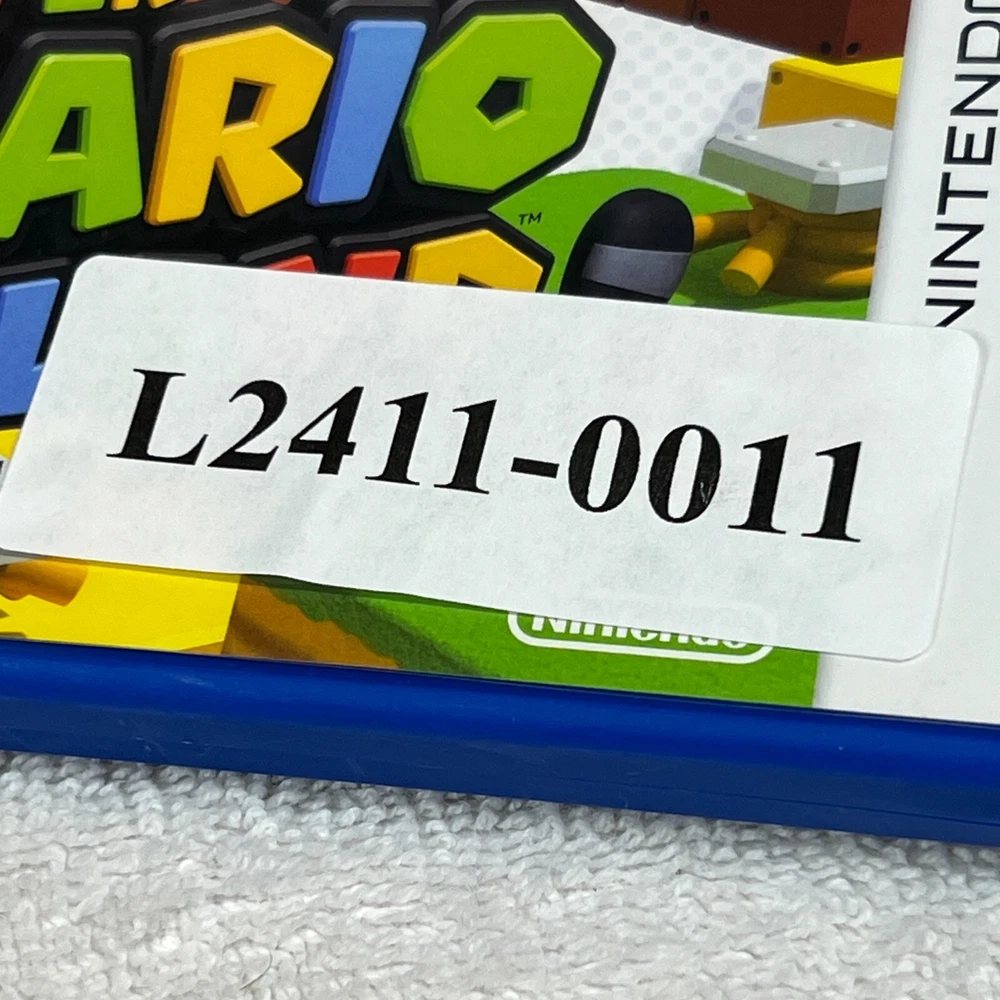 ARIO
™
NINTENDO
L2411-0011
Nintendo